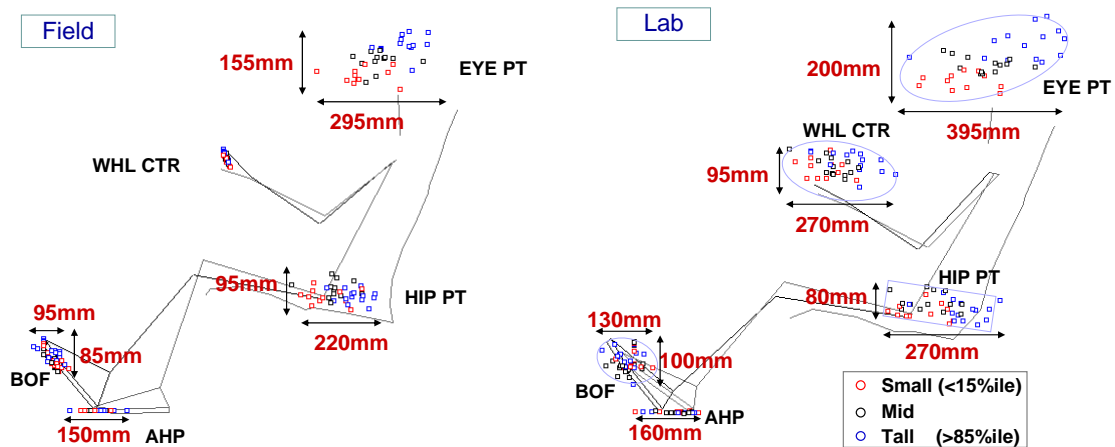 Field
155mm
EYE PT
295mm
WHL CTR
95mm
HIP PT
220mm
95mm
85mm
BOF
150mm
AHP
Lab
200mm
EYE PT
395mm
WHL CTR
95mm
270mm
HIP PT
80mm
270mm
130mm
100mm
BOF
160mm
AHP
Small (<15%ile)
Mid
Tall (>85%ile)